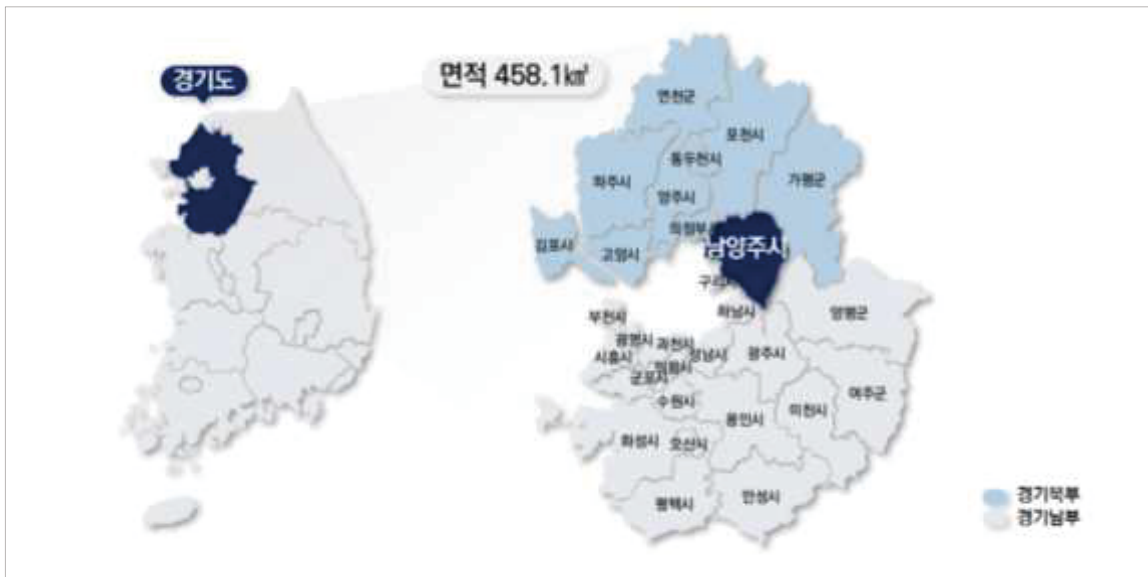 경기도
면적 458.1㎢
연천군
포천시
동두천시
파주시
가평군
양주시
의정부
남양주시
김포시
고양시
구리
하남시
양평군
부천시
광명시
과천시
시흥시
성남시
광주시
의왕시
군포시
여주군
수원시
이천시
용인시
화성시
오산시
평택시
안성시
경기북부
경기남부